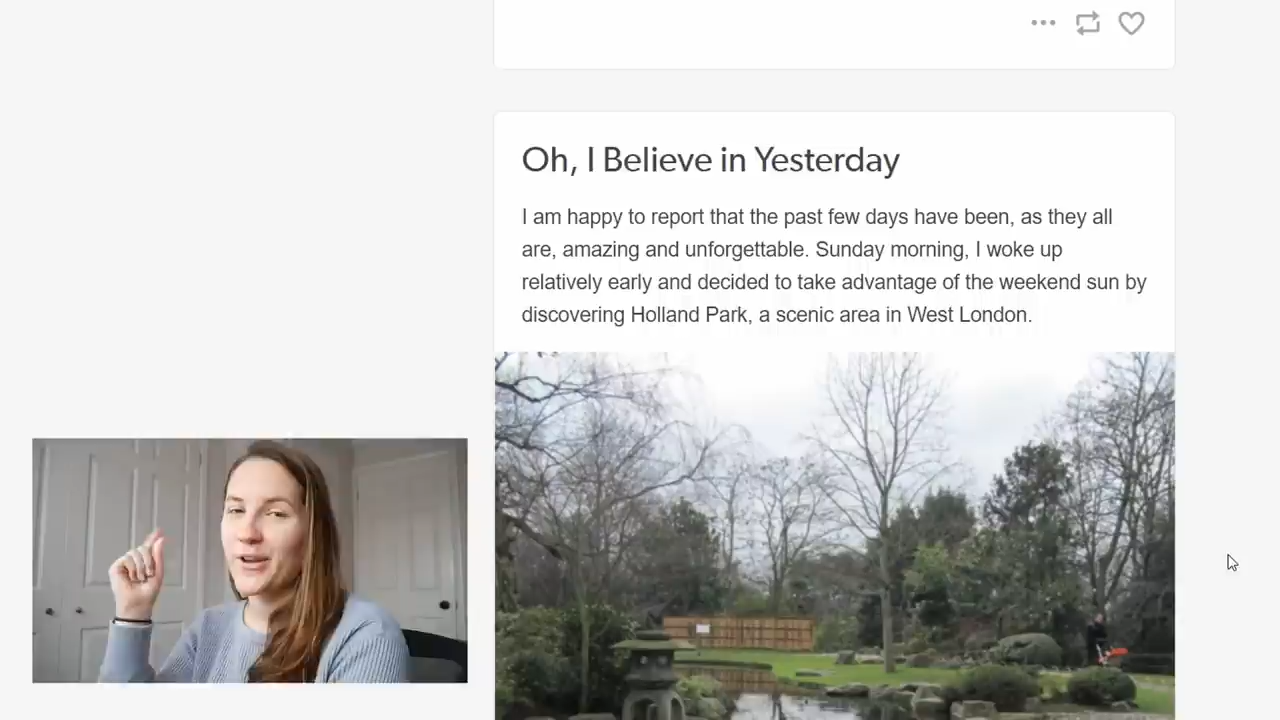 Oh, I Believe in Yesterday
I am happy to report that the past few days have been, as they all
are, amazing and unforgettable. Sunday morning, I woke up
relatively early and decided to take advantage of the weekend sun by
discovering Holland Park, a scenic area in West London.